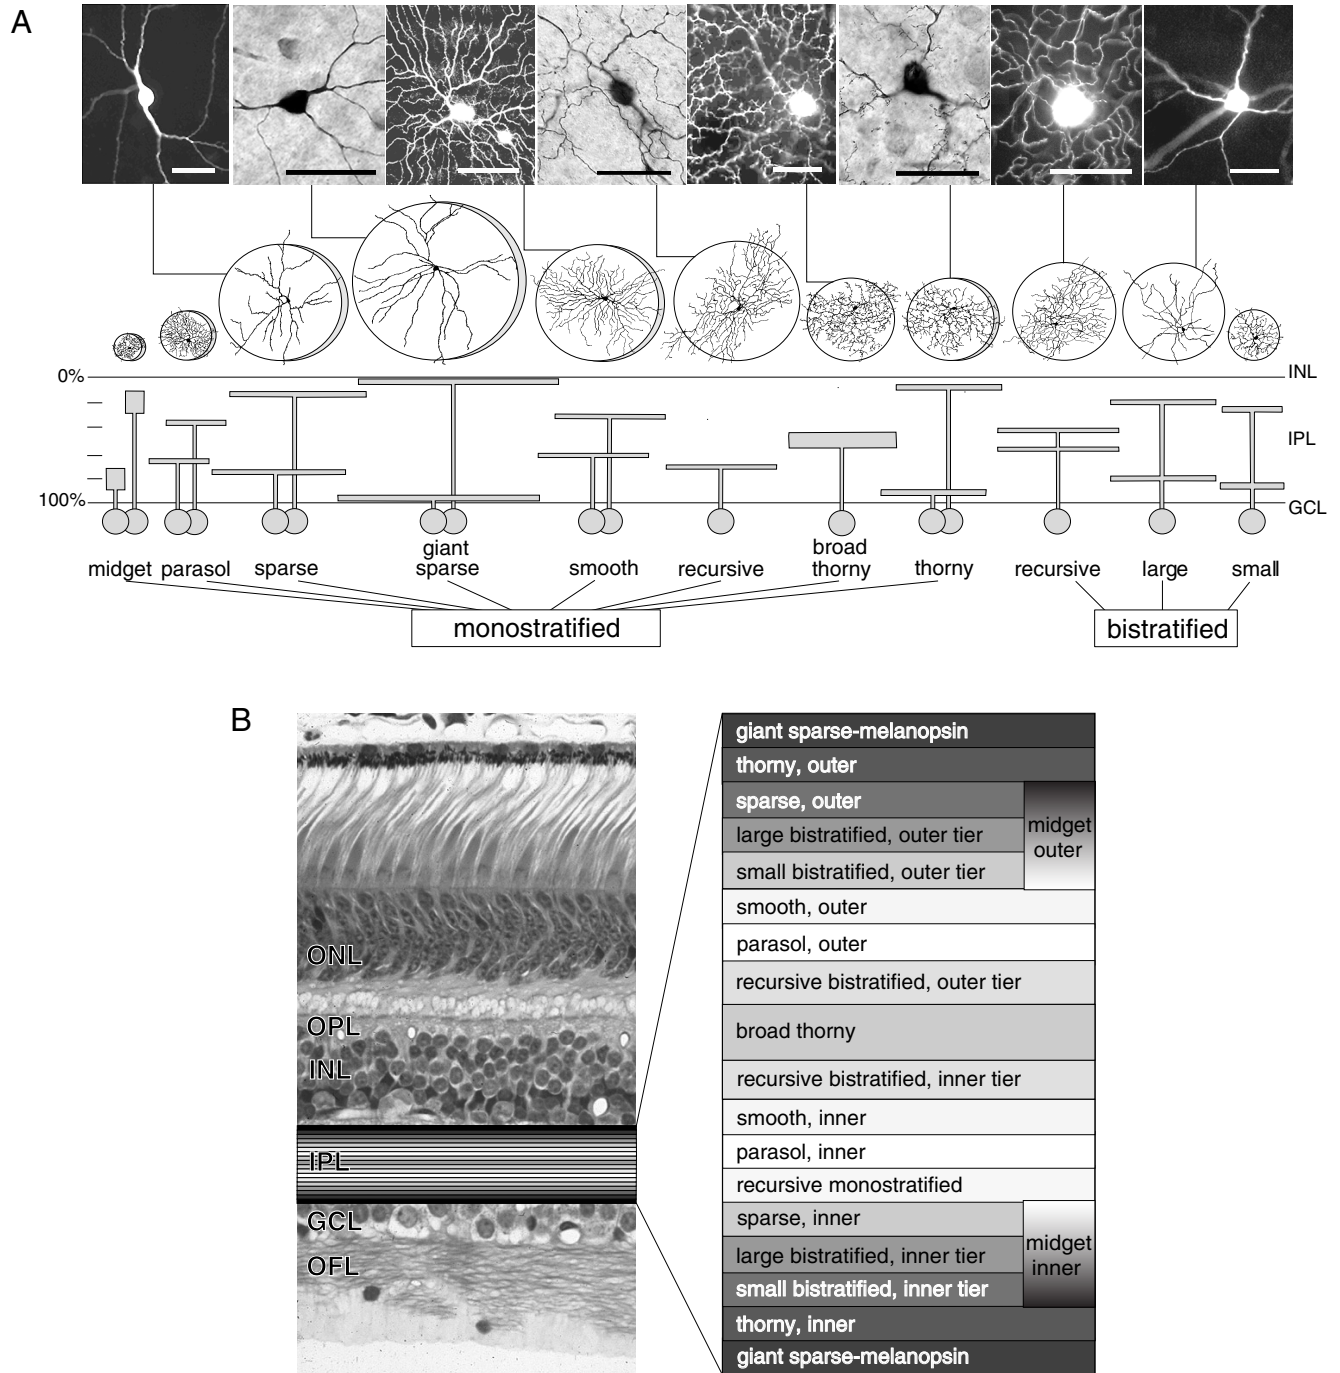 A
0%
INL
IPL
100%
GCL
midget
parasol
sparse
giant
sparse
smooth
recursive
broad
thorny
thorny
recursive
large
small
monostratified
bistratified
B
ONL
OPL
INL
IPL
GCL
OFL
giant sparse-melanopsin
thorny, outer
sparse, outer
large bistratified, outer tier
small bistratified, outer tier
midget
outer
smooth, outer
parasol, outer
recursive bistratified, outer tier
broad thorny
recursive bistratified, inner tier
smooth, inner
parasol, inner
recursive monostratified
sparse, inner
large bistratified, inner tier
small bistratified, inner tier
midget
inner
thorny, inner
giant sparse-melanopsin